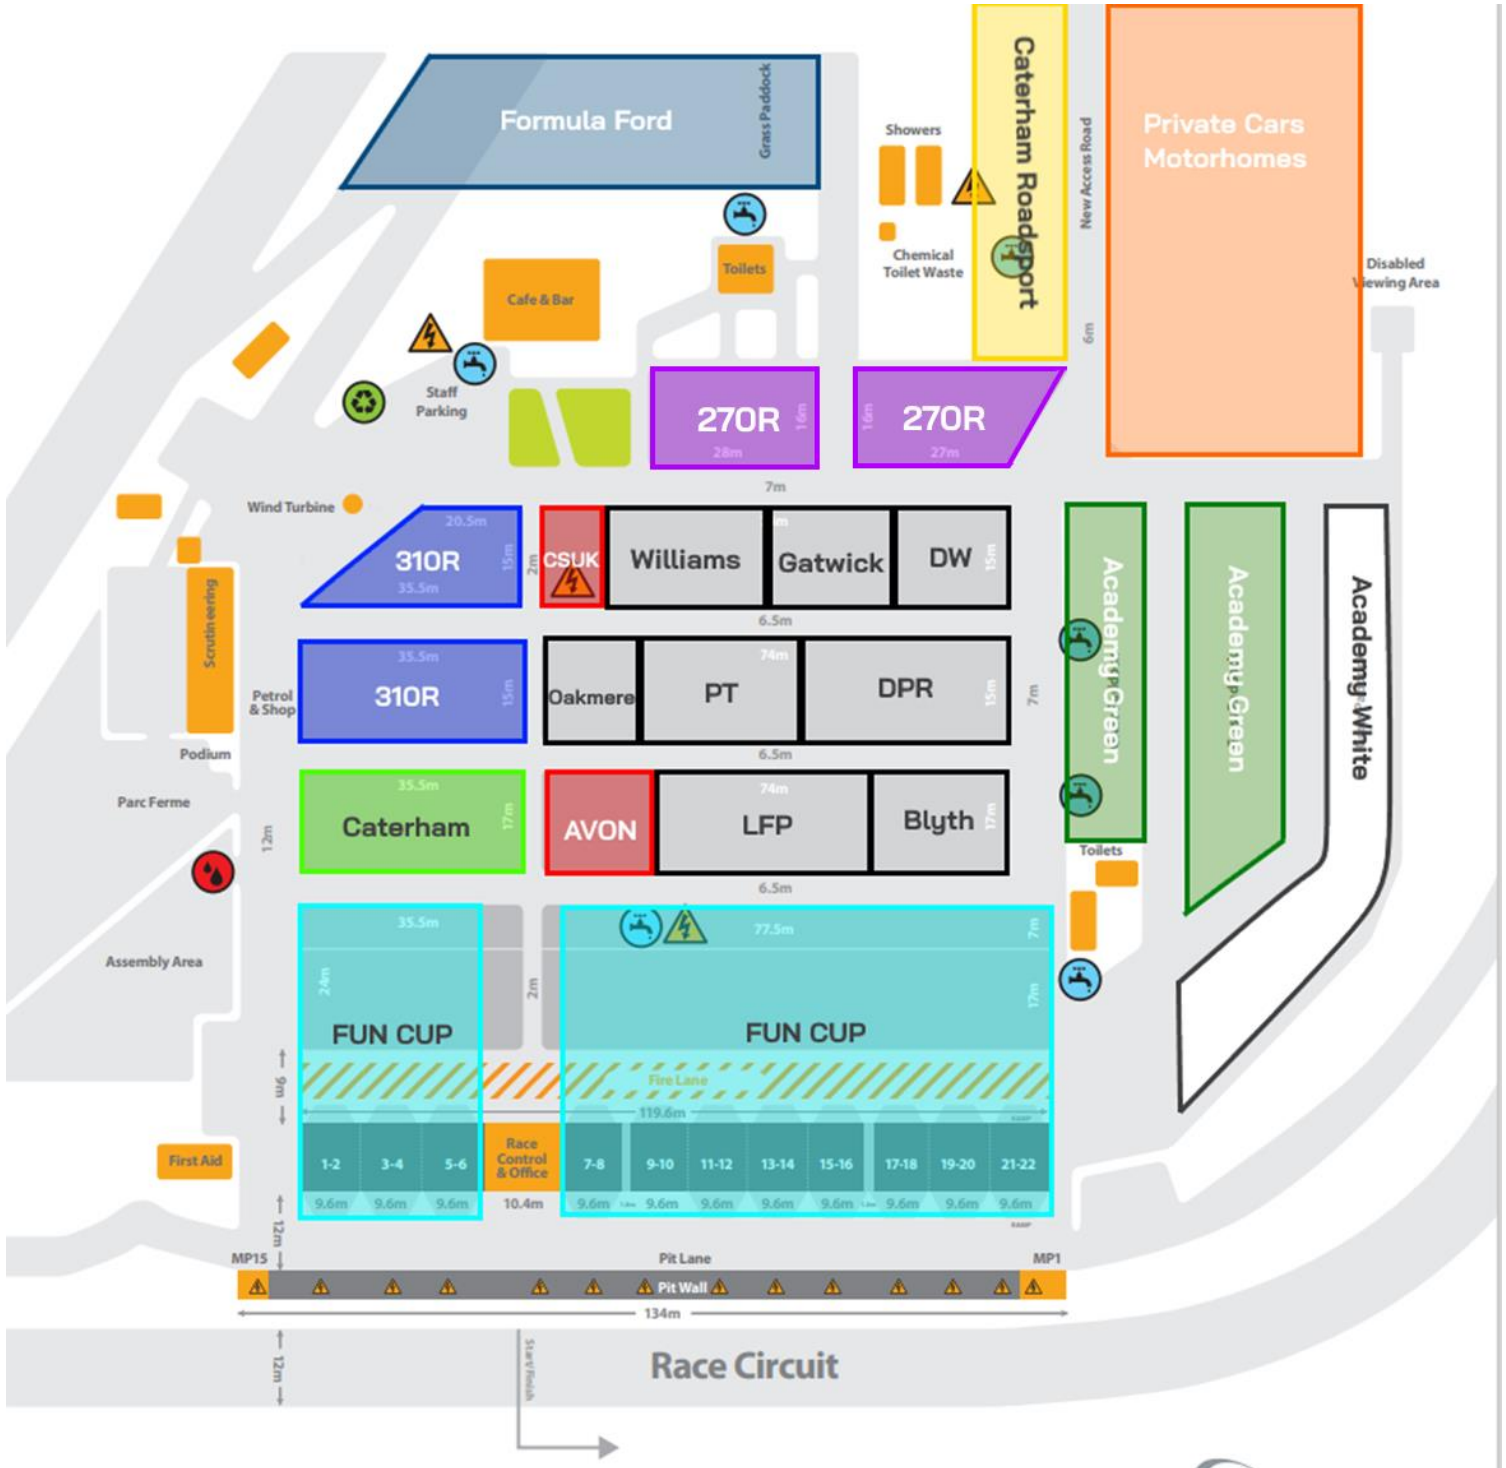 Formula Ford
Grass Paddock
Showers
Caterham Roadsport
New Access Road
Private Cars
Motorhomes
Chemical
Toilet Waste
Toilets
Cafe & Bar
Disabled
Viewing Area
6m
Staff
Parking
270R
16m
28m
270R
16m
27m
7m
Wind Turbine
20.5m
310R
15m
35.5m
2m
CSUK
Williams
Gatwick
DW
15m
6.5m
Scrutineering
35.5m
310R
15m
Petrol
& Shop
Oakmere
PT
74m
DPR
15m
7m
6.5m
Academy Green
Academy Green
Academy White
Podium
Parc Ferme
12m
35.5m
Caterham
17m
AVON
LFP
74m
Blyth
17m
6.5m
Toilets
Assembly Area
35.5m
24m
FUN CUP
2m
77.5m
7m
17m
FUN CUP
9m
Fire Lane
119.6m
First Aid
1-2
3-4
5-6
Race
Control
& Office
7-8
9-10
11-12
13-14
15-16
17-18
19-20
21-22
9.6m
9.6m
9.6m
10.4m
9.6m
9.6m
9.6m
9.6m
9.6m
9.6m
9.6m
9.6m
12m
MP15
Pit Lane
MP1
Pit Wall
134m
12m
Start/Finish
Race Circuit